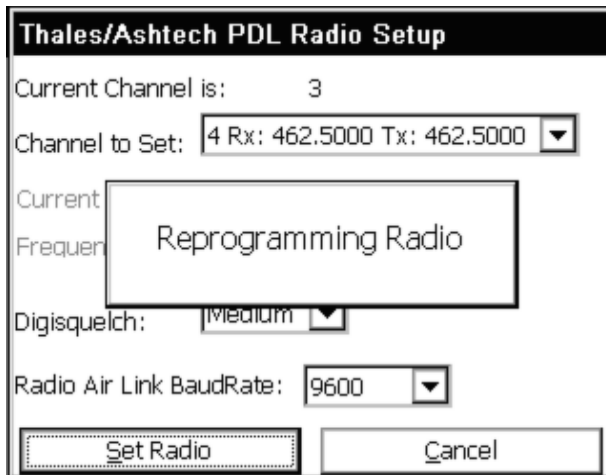 Thales/Ashtech PDL Radio Setup
Current Channel is: 3
Channel to Set: 4 Rx: 462.5000 Tx: 462.5000
Current
Reprogramming Radio
Frequen
Digisquelch: Medium
Radio Air Link BaudRate: 9600
Set Radio Cancel